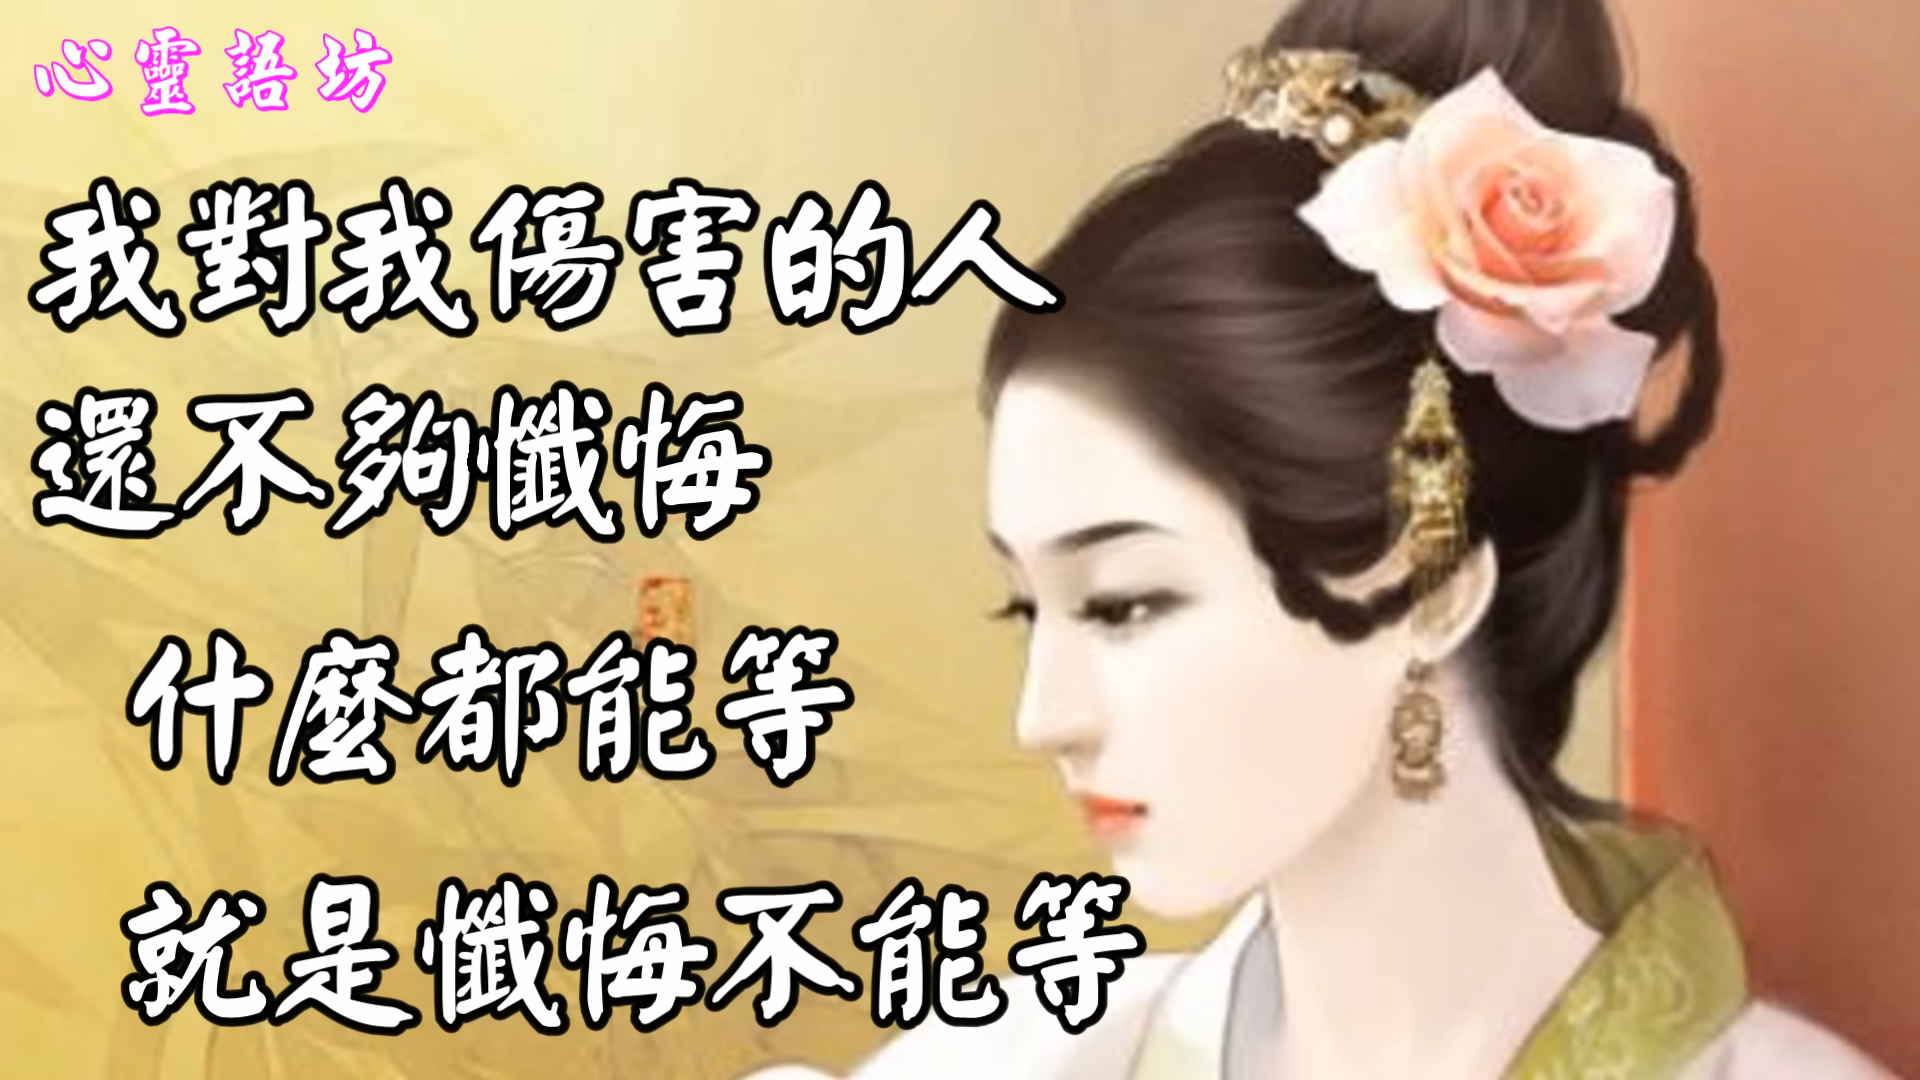 心靈語坊
我對我傷害的人
還不夠懺悔
什麼都能等
就是懺悔不能等